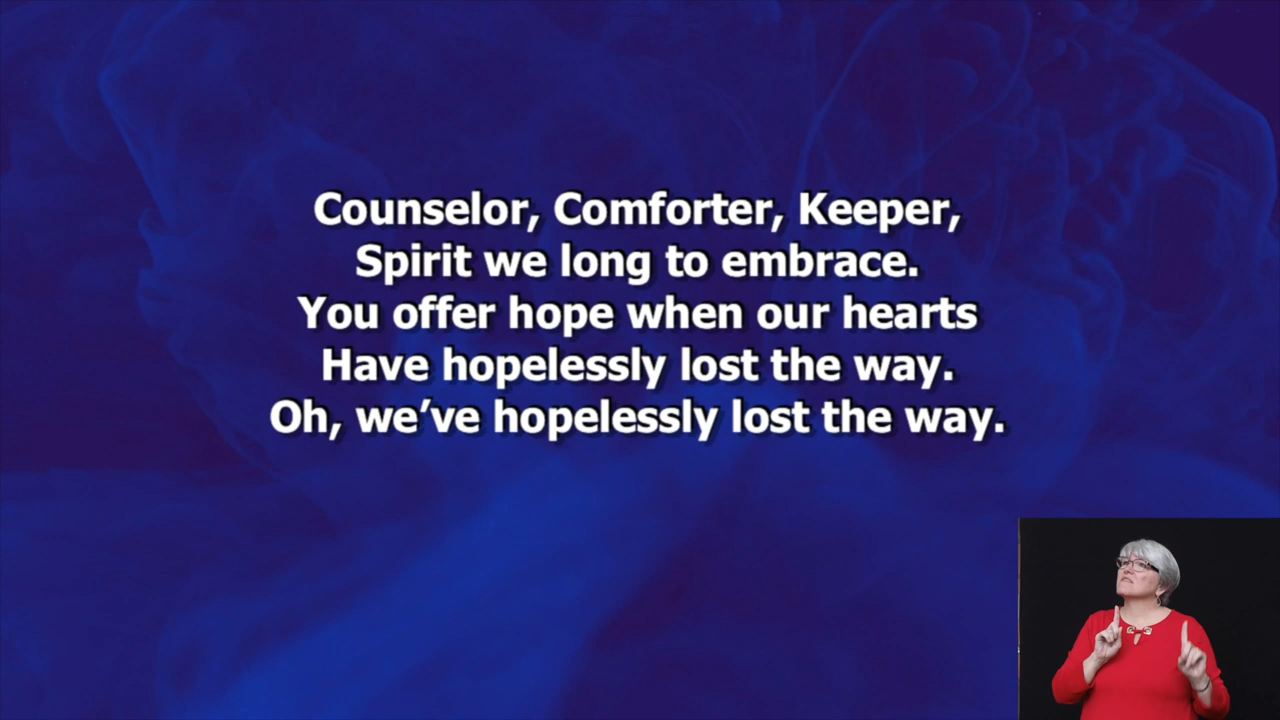 Counselor, Comforter, Keeper,
Spirit we long to embrace.
You offer hope when our hearts
Have hopelessly lost the way.
Oh, we’ve hopelessly lost the way.